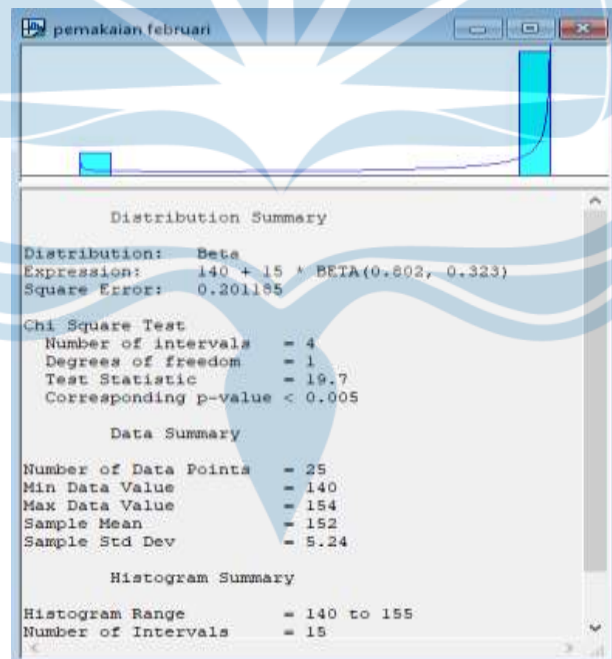 pemakaian februari
Distribution Summary
Distribution: Beta
Expression: 140 + 15 * BETA(0.802, 0.323)
Square Error: 0.201185
Chi Square Test
Number of intervals = 4
Degrees of freedom = 1
Test Statistic = 19.7
Corresponding p-value < 0.005
Data Summary
Number of Data Points = 25
Min Data Value = 140
Max Data Value = 154
Sample Mean = 152
Sample Std Dev = 5.24
Histogram Summary
Histogram Range = 140 to 155
Number of Intervals = 15